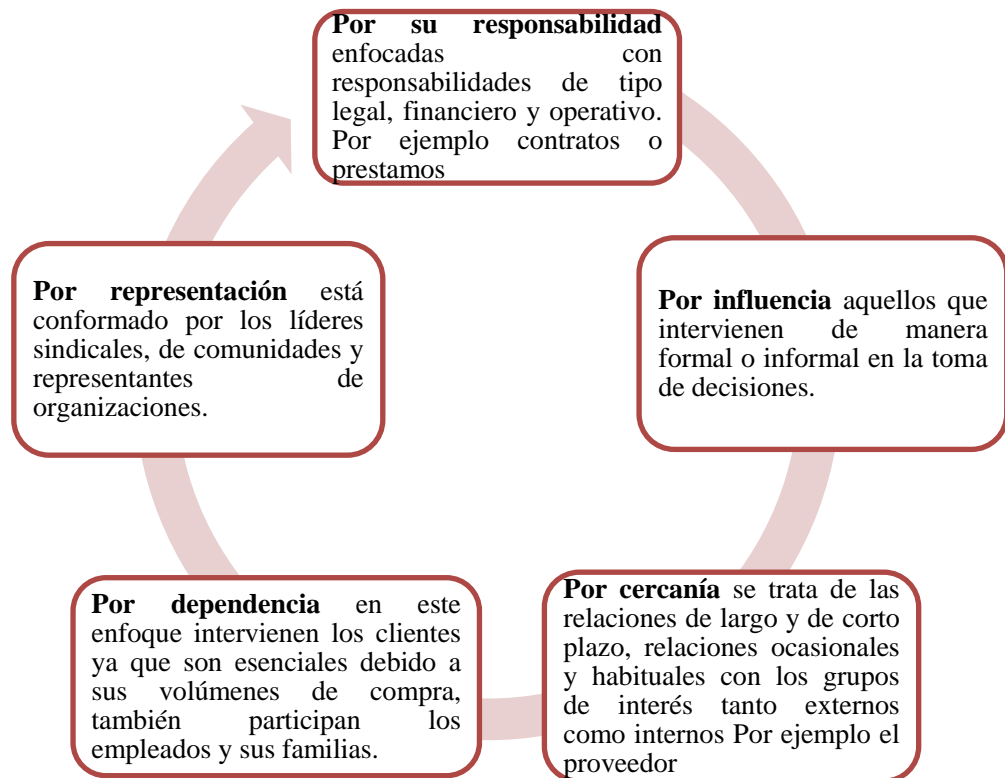 Por su responsabilidad
enfocadas con
responsabilidades de tipo
legal, financiero y operativo.
Por ejemplo contratos o
prestamos
Por influencia aquellos que
intervienen de manera
formal o informal en la toma
de decisiones.
Por cercanía se trata de las
relaciones de largo y de corto
plazo, relaciones ocasionales
y habituales con los grupos
de interés tanto externos
como internos Por ejemplo el
proveedor
Por dependencia en este
enfoque intervienen los clientes
ya que son esenciales debido a
sus volúmenes de compra,
también participan los
empleados y sus familias.
Por representación está
conformado por los líderes
sindicales, de comunidades y
representantes de
organizaciones.